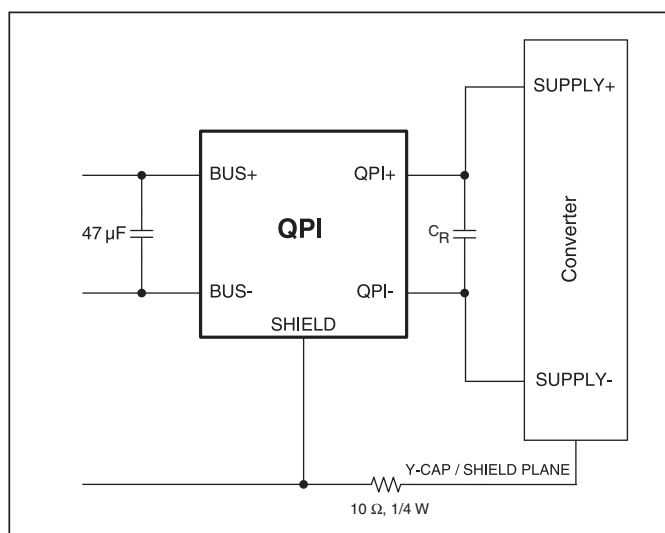 SUPPLY+
BUS+ QPI+
47 µF QPI C_R Converter
BUS- QPI-
SHIELD
SUPPLY-
Y-CAP / SHIELD PLANE
10 Ω, 1/4 W